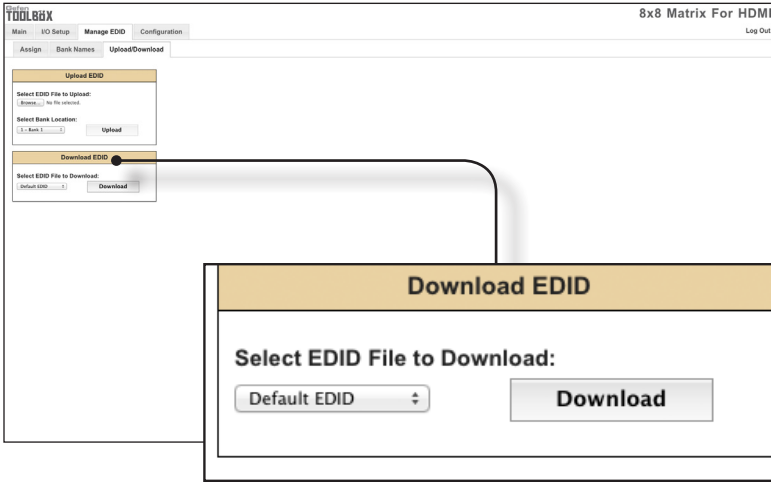 Gefen
TOOLBOX
8x8 Matrix For HDMI
Main I/O Setup Manage EDID Configuration
Log Out
Assign Bank Names Upload/Download
Upload EDID
Select EDID File to Upload:
Browse... No file selected.
Select Bank Location:
1 - Bank 1 Upload
Download EDID
Select EDID File to Download:
Default EDID Download
Download EDID
Select EDID File to Download:
Default EDID Download